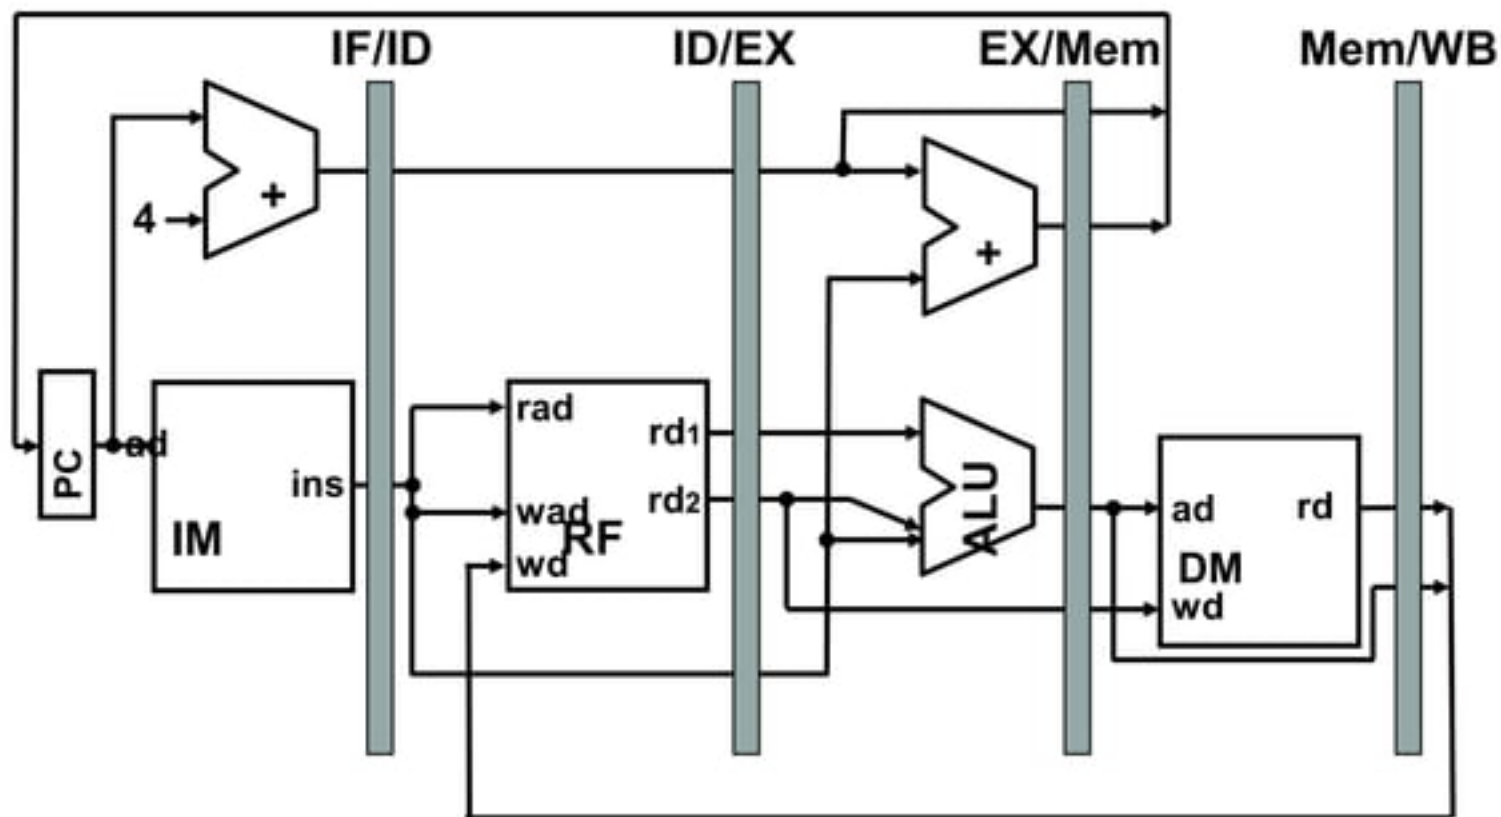 IF/ID ID/EX EX/Mem Mem/WB
+
4
+
PC
ad
ins
IM
rad
wad
wd
RF
rd1
rd2
ALU
ad
rd
DM
wd